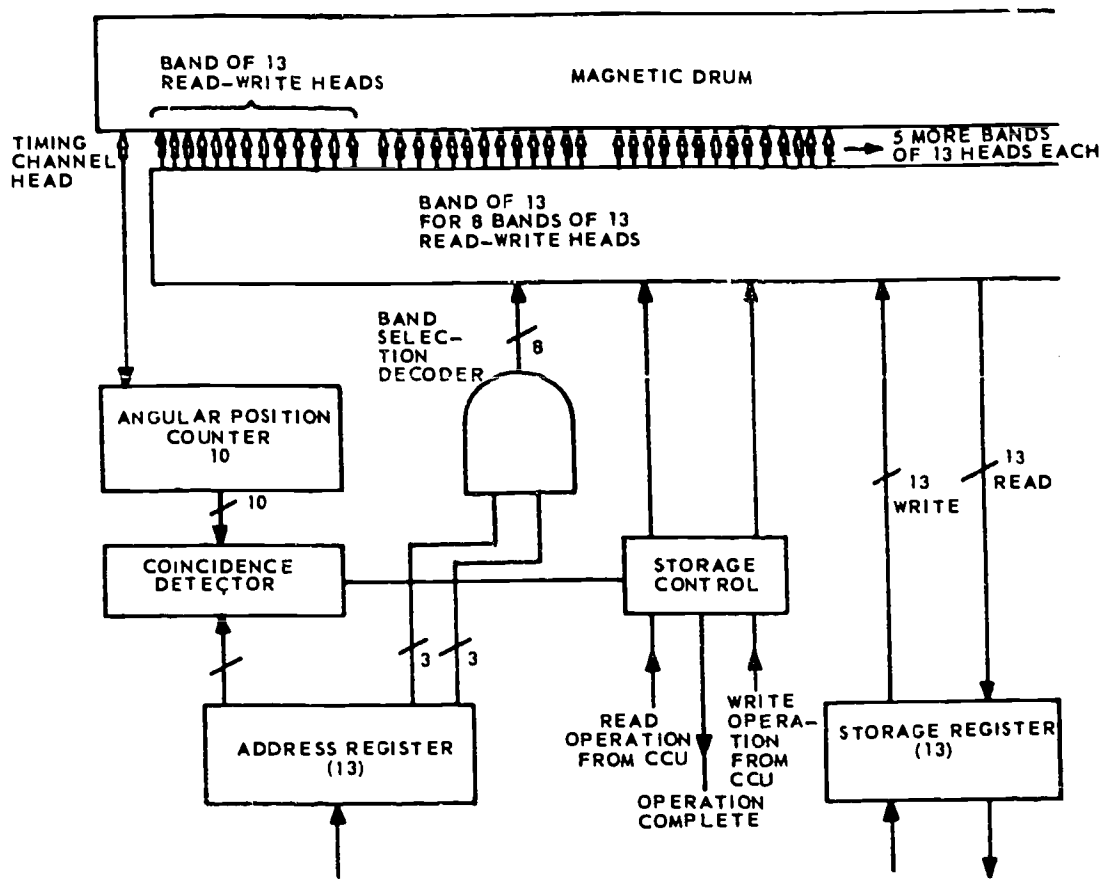 BAND OF 13
READ-WRITE HEADS
MAGNETIC DRUM
TIMING
CHANNEL
HEAD
5 MORE BANDS
OF 13 HEADS EACH
BAND OF 13
FOR 8 BANDS OF 13
READ-WRITE HEADS
BAND
SELEC-
TION
DECODER
8
ANGULAR POSITION
COUNTER
10
10
13
WRITE
13
READ
COINCIDENCE
DETECTOR
STORAGE
CONTROL
3
3
READ
OPERATION
FROM CCU
WRITE
OPERA-
TION
FROM
CCU
OPERATION
COMPLETE
ADDRESS REGISTER
(13)
STORAGE REGISTER
(13)